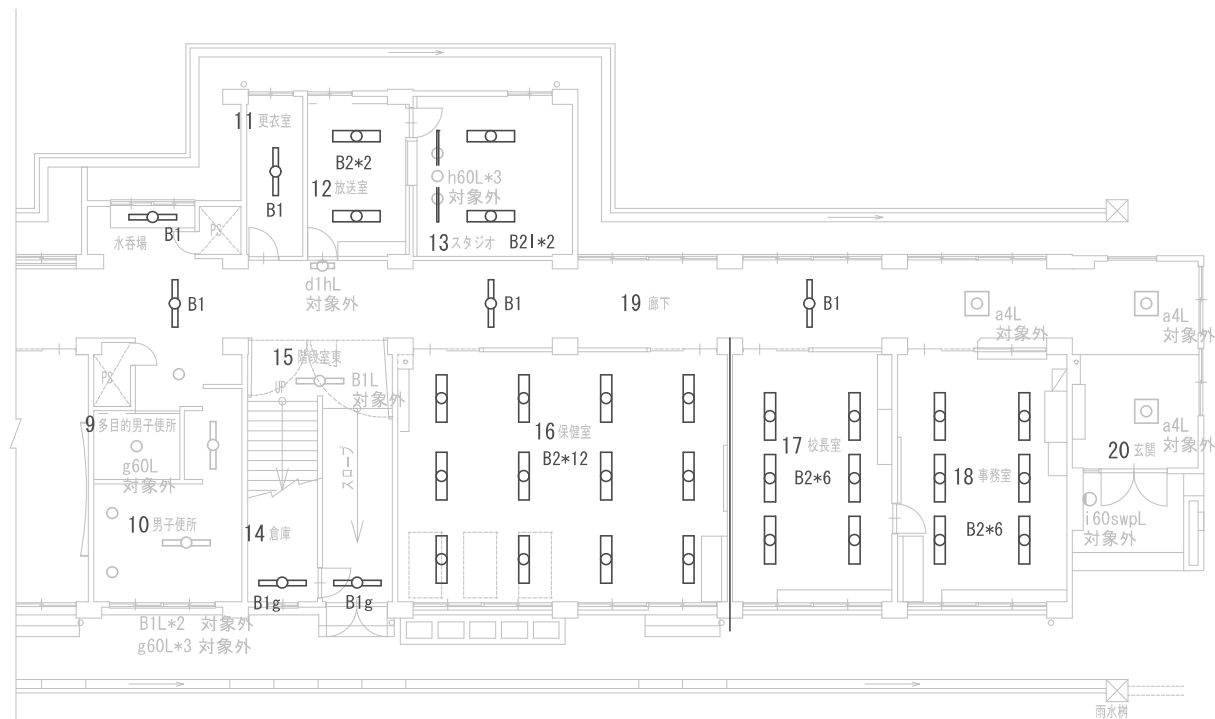 11 更衣室
B2*2
12 放送室
h60L*3
対象外
B1
B1
PS
水呑場
13 スタジオ
B2I*2
d1hL
対象外
B1
B1
19 廊下
B1
a4L
対象外
a4L
対象外
15 階段室東
PS
UP
B1L
対象外
9 多目的男子便所
g60L
対象外
スロープ
16 保健室
B2*12
17 校長室
B2*6
18 事務室
B2*6
a4L
対象外
20 玄関
10 男子便所
14 倉庫
i60swpL
対象外
B1g
B1g
B1L*2 対象外
g60L*3 対象外
雨水桝